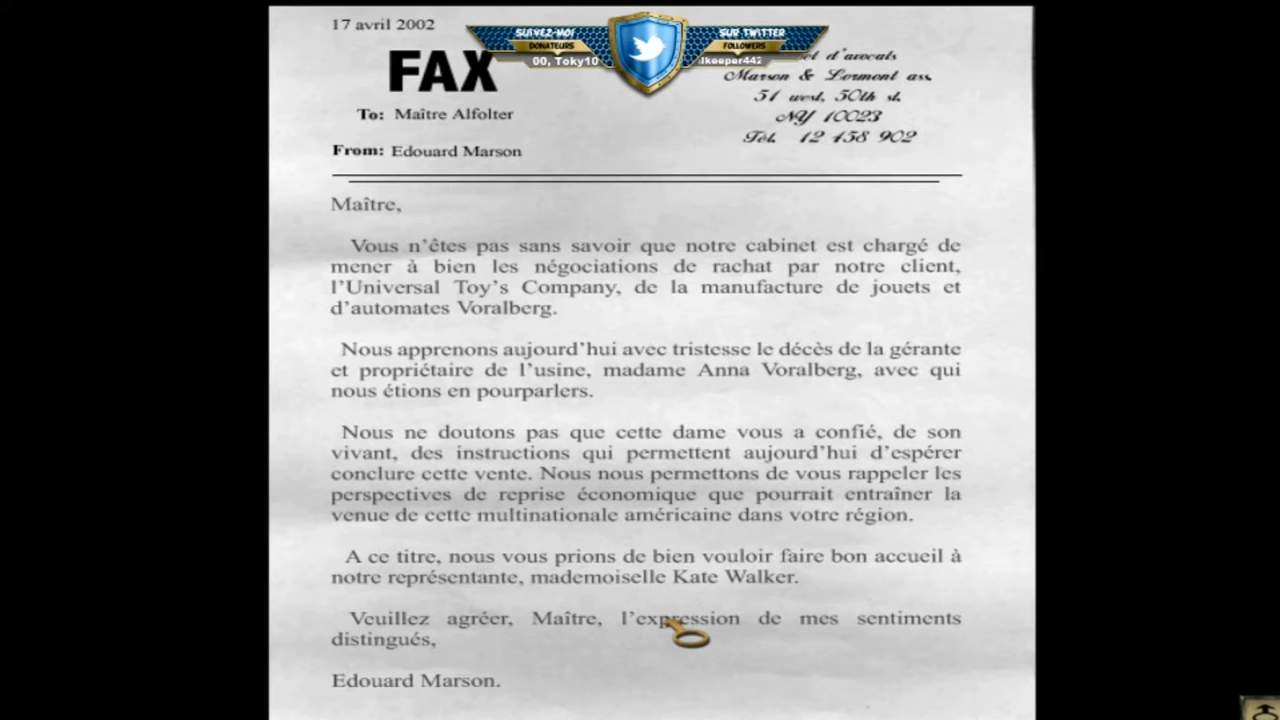 17 avril 2002
SUIVEZ-MOI
SUR TWITTER
DONATEURS
FOLLOWERS
00, Toky10
lkeeper442
FAX
d'avocats
Marson & Lormont ass.
51 west, 50th st.
NY 10023
Tél. 12 458 902
To: Maître Alfolter
From: Edouard Marson
Maître,
Vous n'êtes pas sans savoir que notre cabinet est chargé de
mener à bien les négociations de rachat par notre client,
l'Universal Toy's Company, de la manufacture de jouets et
d'automates Voralberg.
Nous apprenons aujourd'hui avec tristesse le décès de la gérante
et propriétaire de l'usine, madame Anna Voralberg, avec qui
nous étions en pourparlers.
Nous ne doutons pas que cette dame vous a confié, de son
vivant, des instructions qui permettent aujourd'hui d'espérer
conclure cette vente. Nous nous permettons de vous rappeler les
perspectives de reprise économique que pourrait entraîner la
venue de cette multinationale américaine dans votre région.
A ce titre, nous vous prions de bien vouloir faire bon accueil à
notre représentante, mademoiselle Kate Walker.
Veuillez agréer, Maître, l'expression de mes sentiments
distingués,
Edouard Marson.